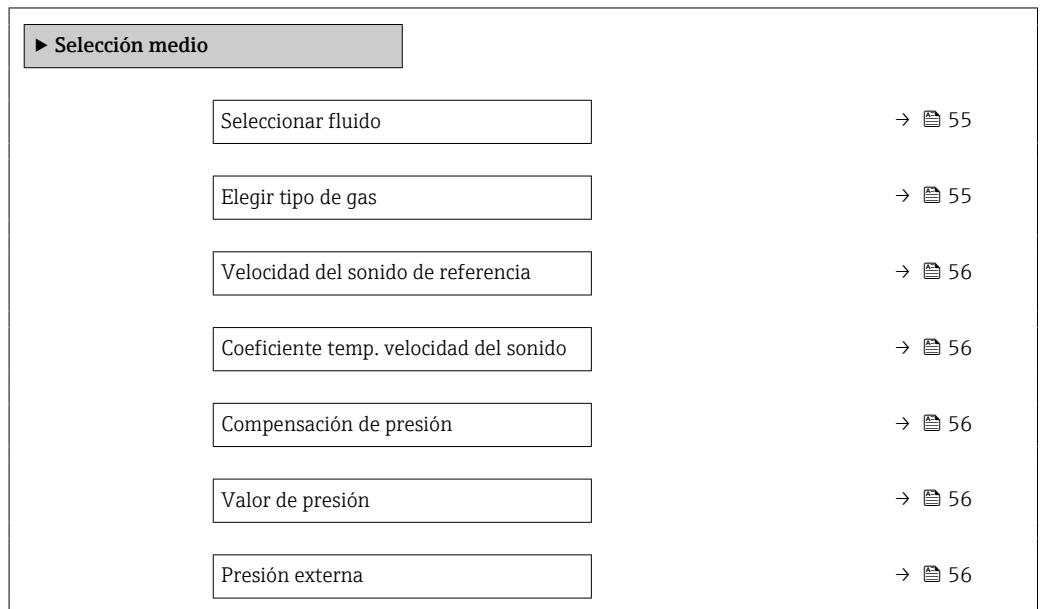 ▶ Selección medio
Seleccionar fluido → 55
Elegir tipo de gas → 55
Velocidad del sonido de referencia → 56
Coeficiente temp. velocidad del sonido → 56
Compensación de presión → 56
Valor de presión → 56
Presión externa → 56